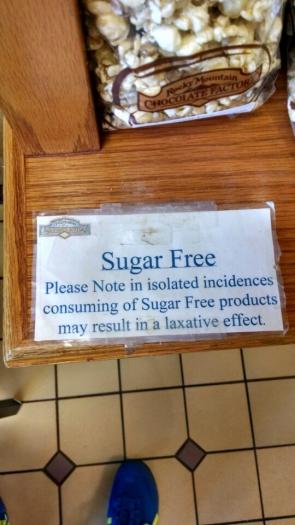 Rocky Mountain
CHOCOLATE FACTORY
Sugar Free
Please Note in isolated incidences
consuming of Sugar Free products
may result in a laxative effect.